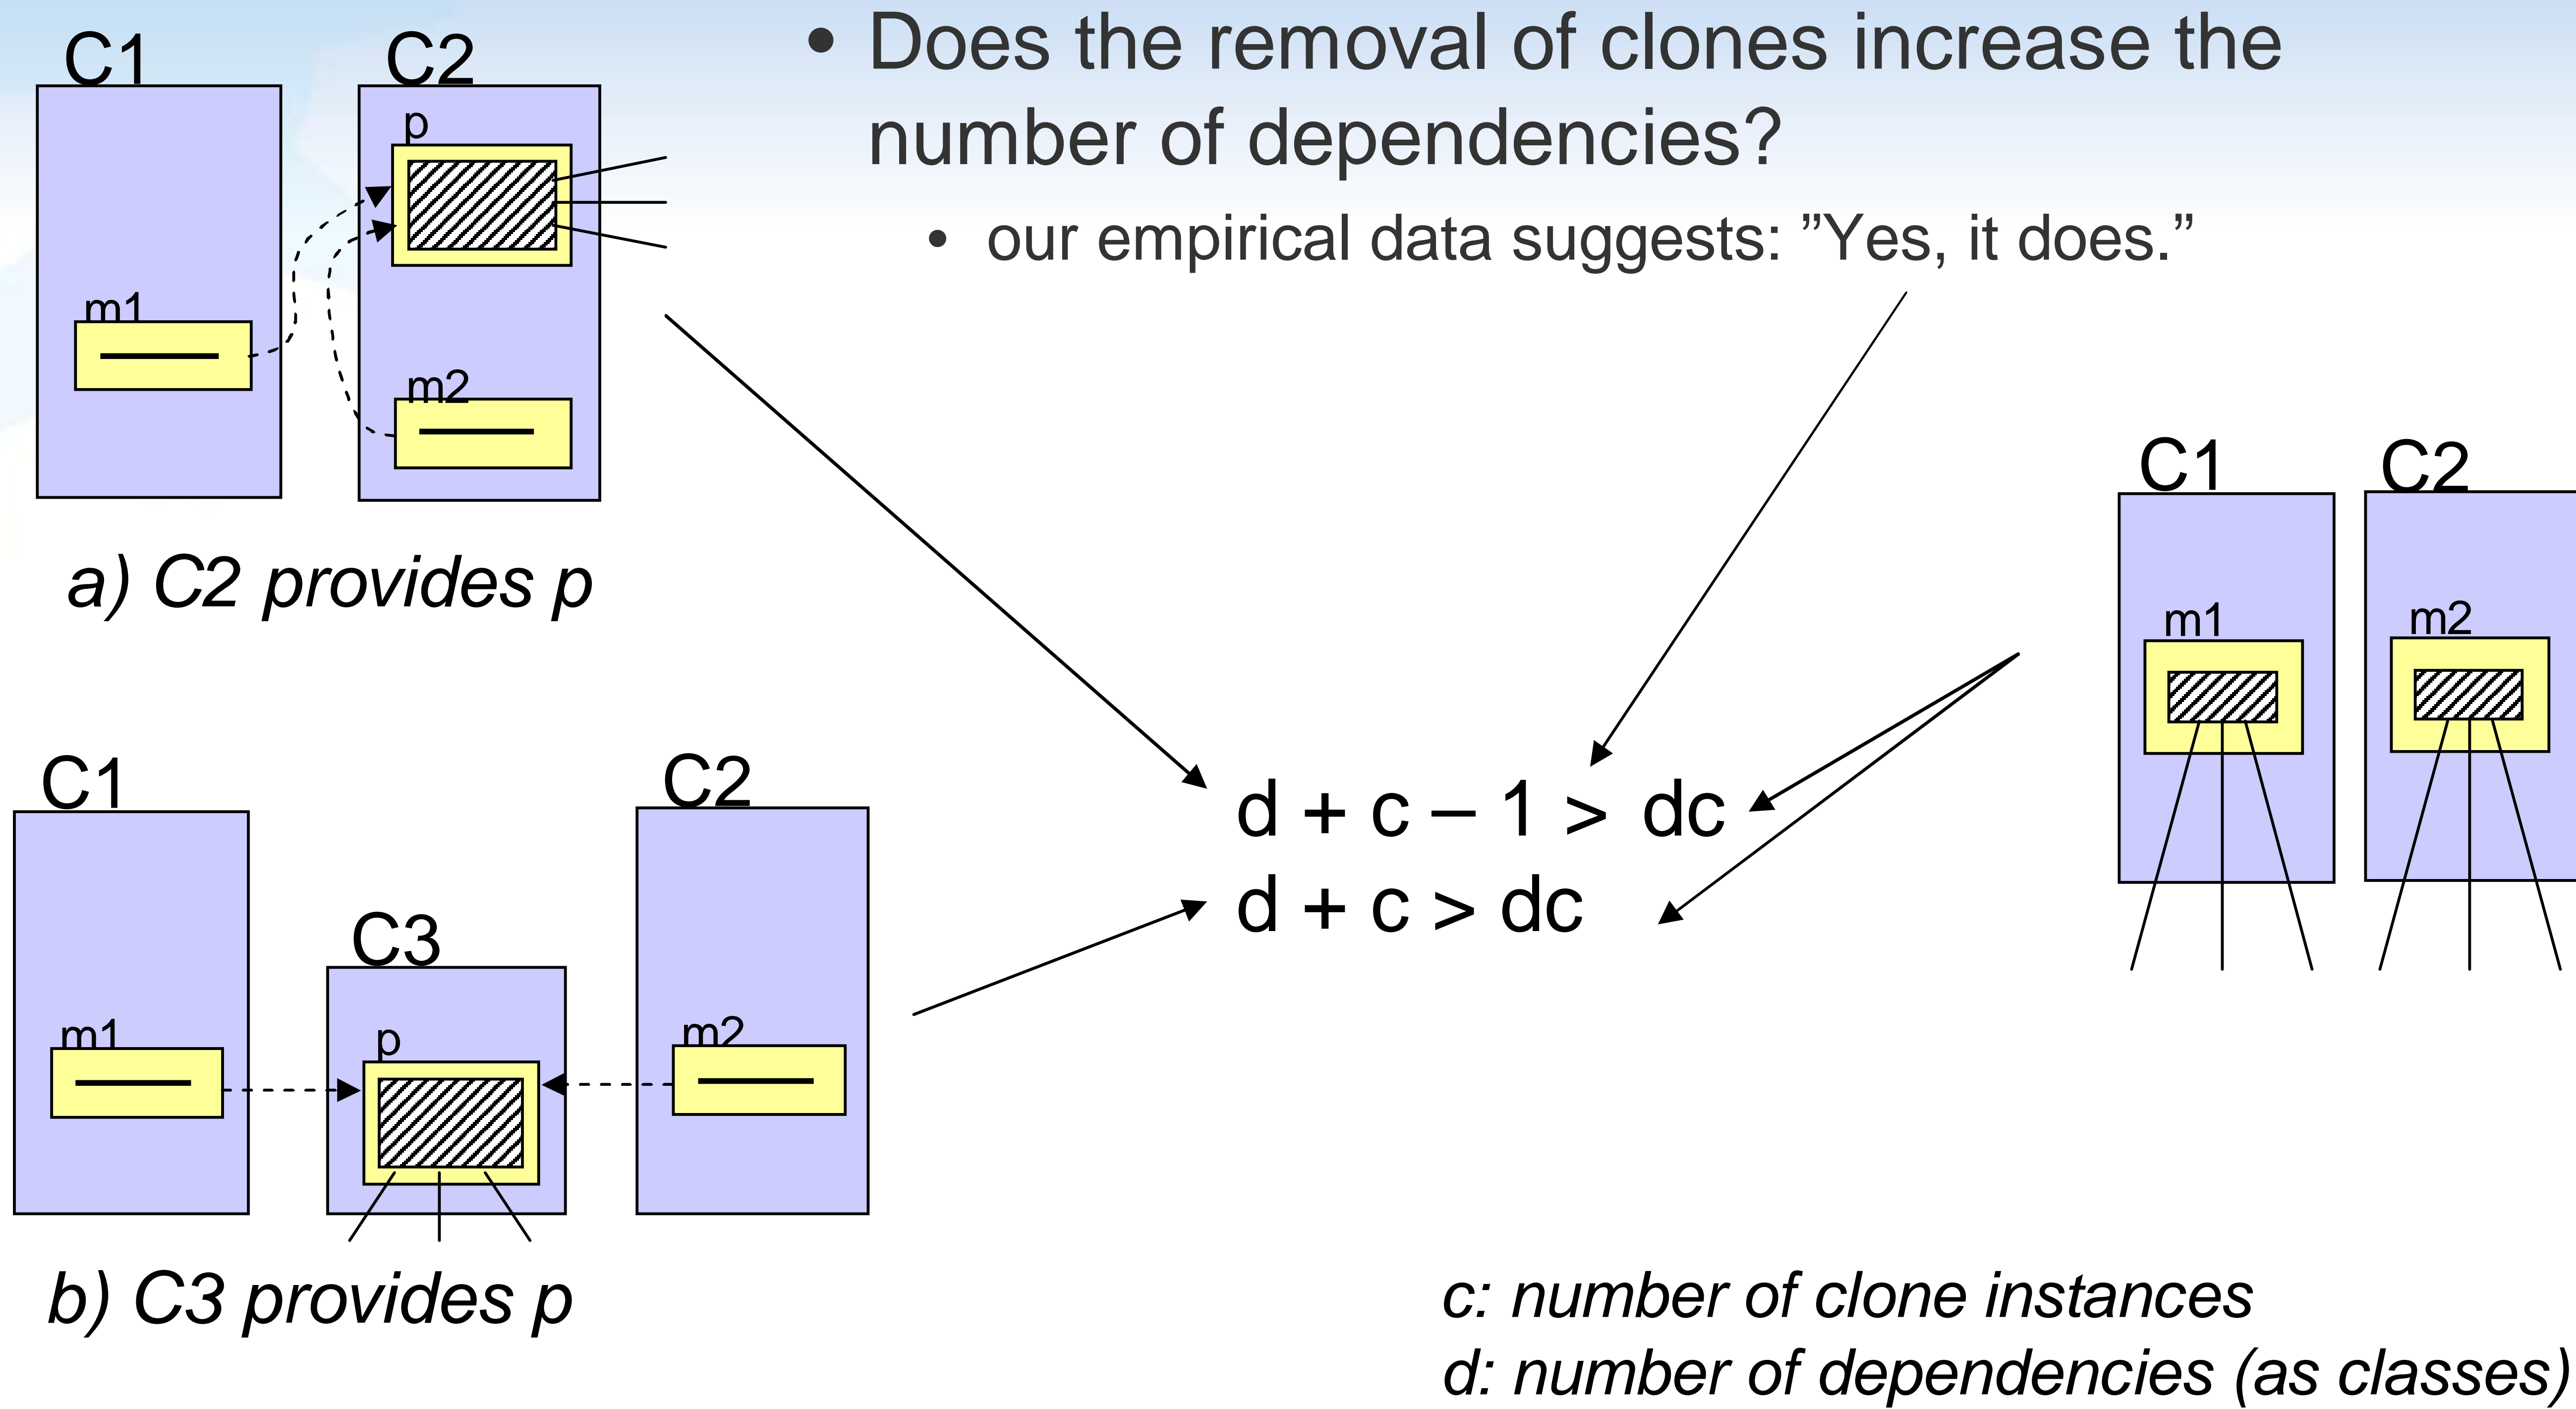 • Does the removal of clones increase the
number of dependencies?
• our empirical data suggests: ”Yes, it does.”
C1
C2
p
m1
m2
a) C2 provides p
C1
C2
m1
m2
d + c – 1 > dc
d + c > dc
C1
C2
C3
m1
p
m2
b) C3 provides p
c: number of clone instances
d: number of dependencies (as classes)